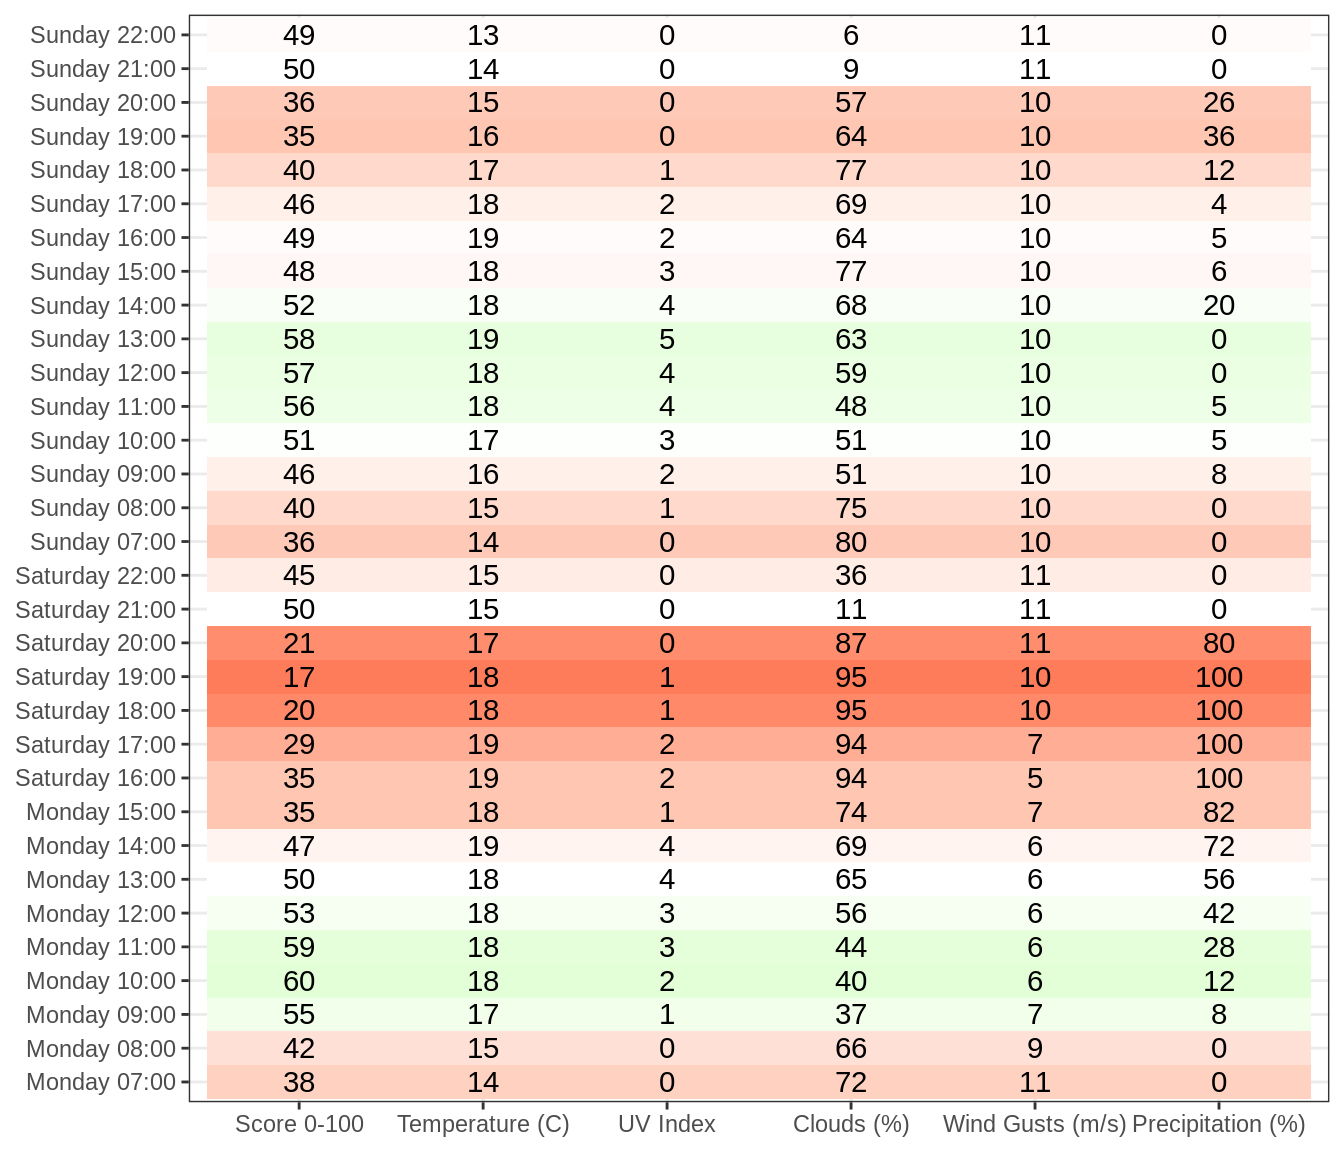 Sunday 22:00 49 13 0 6 11 0
Sunday 21:00 50 14 0 9 11 0
Sunday 20:00 36 15 0 57 10 26
Sunday 19:00 35 16 0 64 10 36
Sunday 18:00 40 17 1 77 10 12
Sunday 17:00 46 18 2 69 10 4
Sunday 16:00 49 19 2 64 10 5
Sunday 15:00 48 18 3 77 10 6
Sunday 14:00 52 18 4 68 10 20
Sunday 13:00 58 19 5 63 10 0
Sunday 12:00 57 18 4 59 10 0
Sunday 11:00 56 18 4 48 10 5
Sunday 10:00 51 17 3 51 10 5
Sunday 09:00 46 16 2 51 10 8
Sunday 08:00 40 15 1 75 10 0
Sunday 07:00 36 14 0 80 10 0
Saturday 22:00 45 15 0 36 11 0
Saturday 21:00 50 15 0 11 11 0
Saturday 20:00 21 17 0 87 11 80
Saturday 19:00 17 18 1 95 10 100
Saturday 18:00 20 18 1 95 10 100
Saturday 17:00 29 19 2 94 7 100
Saturday 16:00 35 19 2 94 5 100
Monday 15:00 35 18 1 74 7 82
Monday 14:00 47 19 4 69 6 72
Monday 13:00 50 18 4 65 6 56
Monday 12:00 53 18 3 56 6 42
Monday 11:00 59 18 3 44 6 28
Monday 10:00 60 18 2 40 6 12
Monday 09:00 55 17 1 37 7 8
Monday 08:00 42 15 0 66 9 0
Monday 07:00 38 14 0 72 11 0
Score 0-100 Temperature (C) UV Index Clouds (%) Wind Gusts (m/s) Precipitation (%)